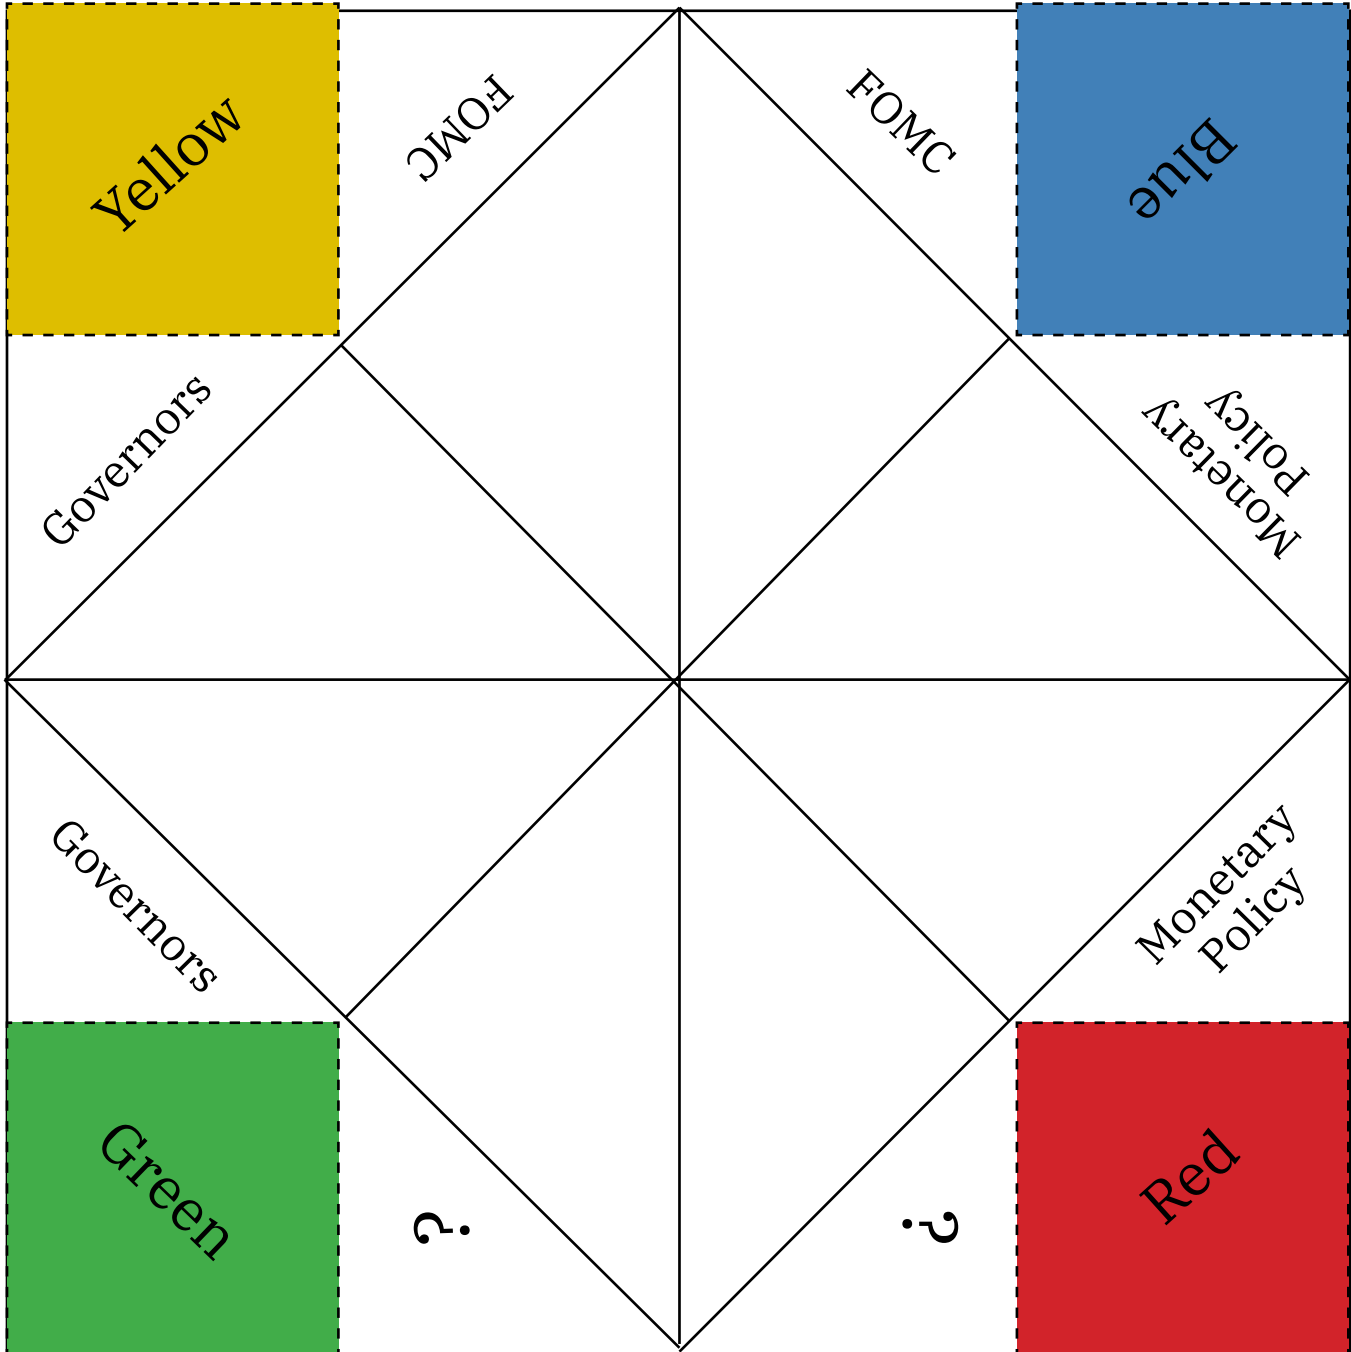 Yellow
FOMC
FOMC
Blue
Governors
Monetary
Policy
Governors
Monetary
Policy
Green
?
?
Red